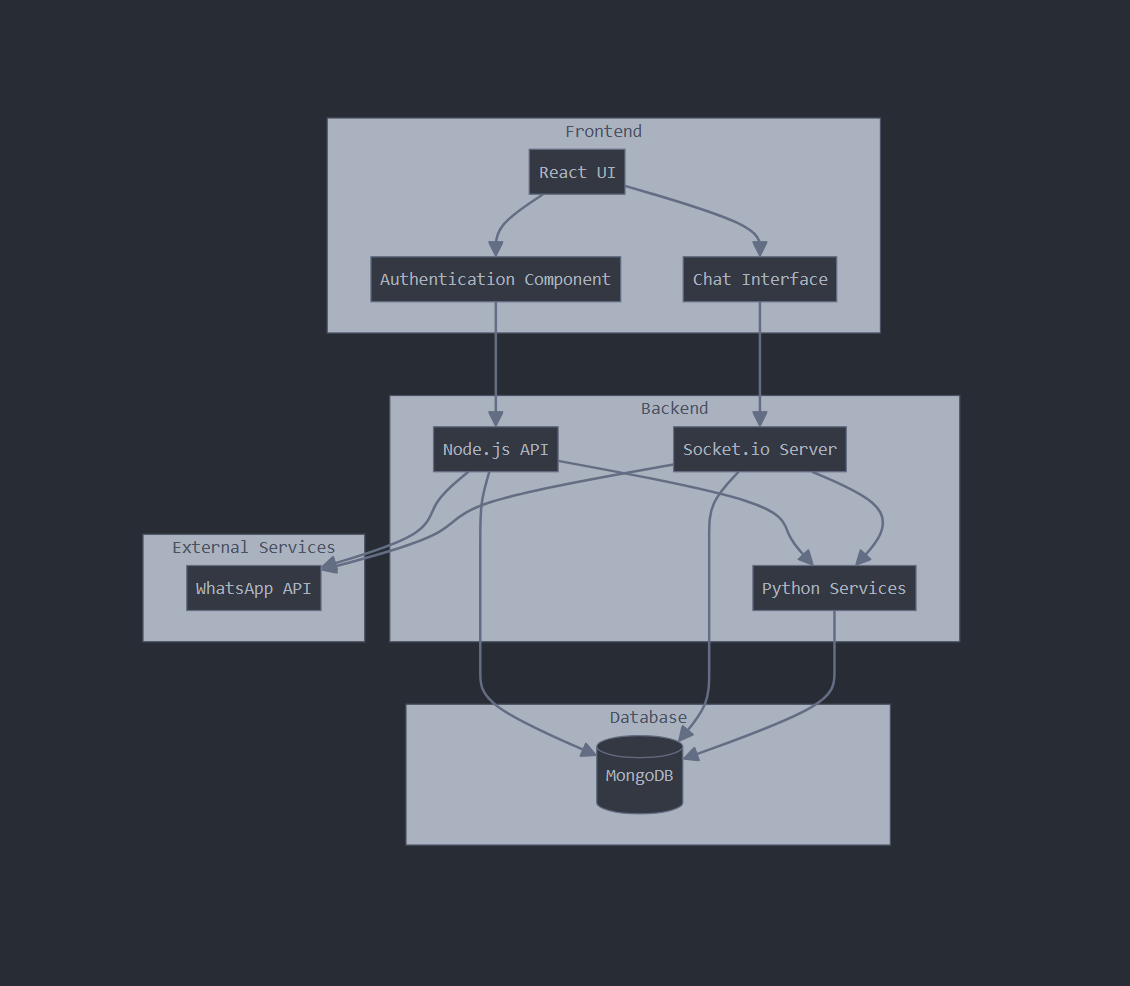 Frontend
React UI
Authentication Component
Chat Interface
Backend
Node.js API
Socket.io Server
External Services
WhatsApp API
Python Services
Database
MongoDB